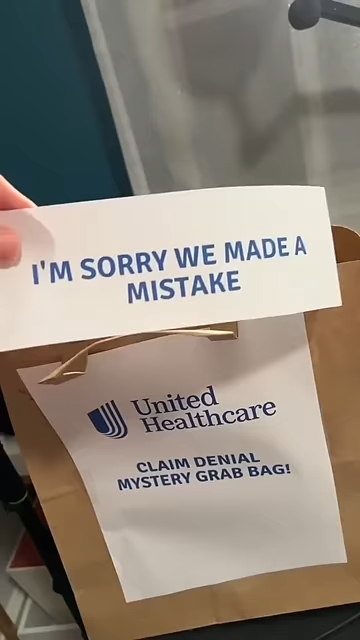 I'M SORRY WE MADE A
MISTAKE
United
Healthcare
CLAIM DENIAL
MYSTERY GRAB BAG!